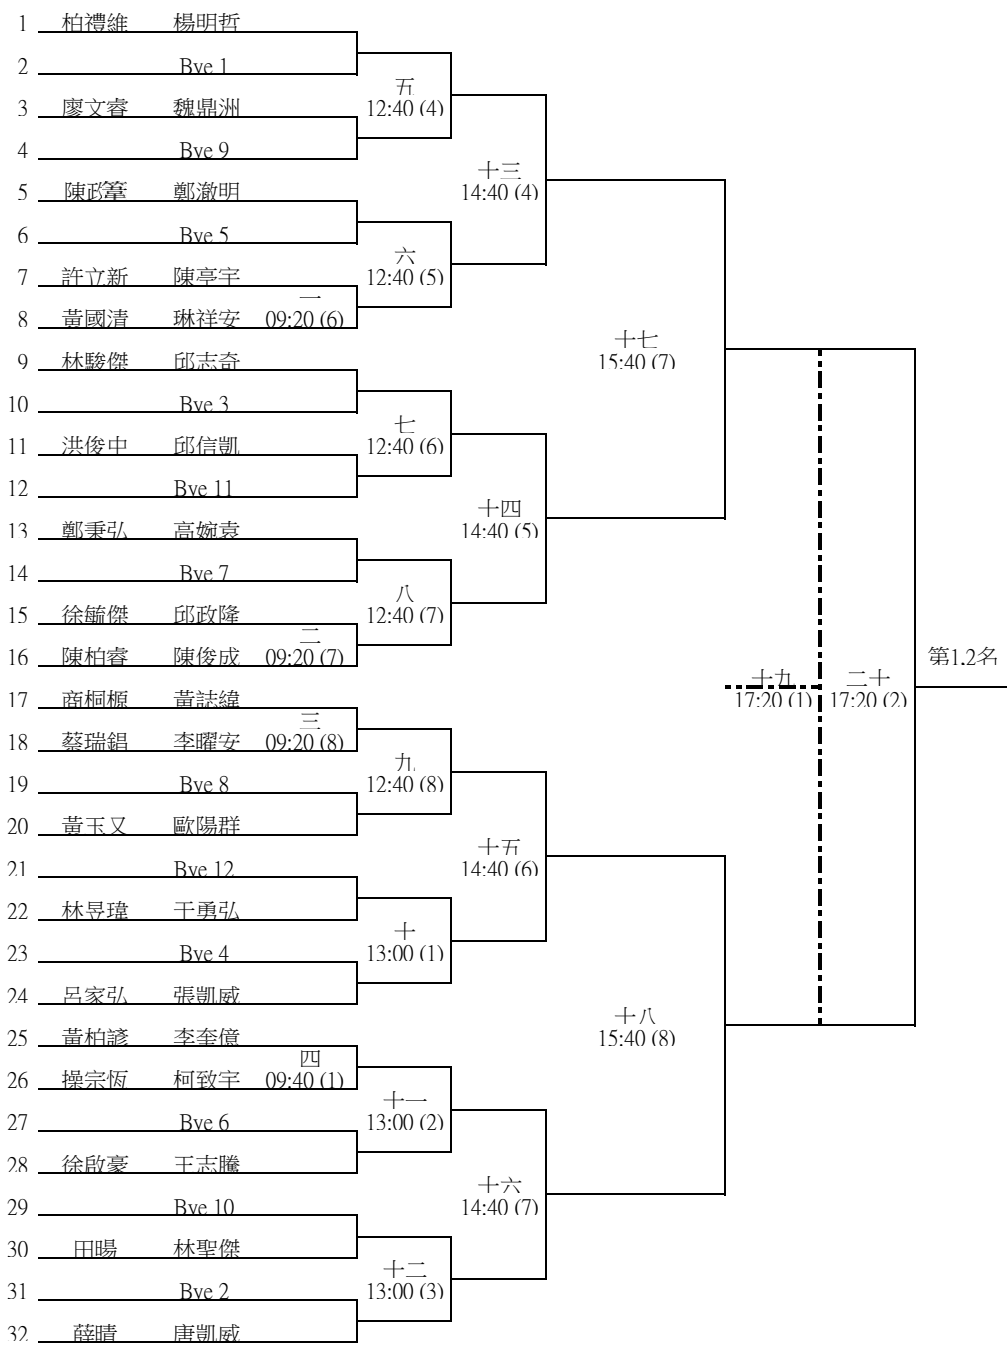 1 柏禮維 楊明哲
2 Bye 1
五
12:40 (4)
3 廖文睿 魏鼎洲
4 Bye 9
十三
14:40 (4)
5 陳政 鄭澈明
6 Bye 5
六
12:40 (5)
7 許立新 陳亭宇
一
8 黃國清 琳祥安 09:20 (6)
十七
15:40 (7)
9 林駿傑 邱志奇
10 Bye 3
七
12:40 (6)
11 洪俊中 邱信凱
12 Bye 11
十四
14:40 (5)
13 鄭秉弘 高婉袁
14 Bye 7
八
12:40 (7)
15 徐毓傑 邱政隆
二
16 陳柏睿 陳俊成 09:20 (7)
第1,2名
十九
17:20 (1)
二十
17:20 (2)
17 商桐榞 黃誌緯
三
18 蔡瑞錩 李曜安 09:20 (8)
九
12:40 (8)
19 Bye 8
20 黃玉又 歐陽群
十五
14:40 (6)
21 Bye 12
22 林昱瑋 于勇弘
十
13:00 (1)
23 Bye 4
24 呂家弘 張凱威
十八
15:40 (8)
25 黃柏諺 李奎億
四
26 操宗恆 柯致宇 09:40 (1)
十一
13:00 (2)
27 Bye 6
28 徐啟豪 王志騰
十六
14:40 (7)
29 Bye 10
30 田暘 林聖傑
十二
13:00 (3)
31 Bye 2
32 薛晴 唐凱威